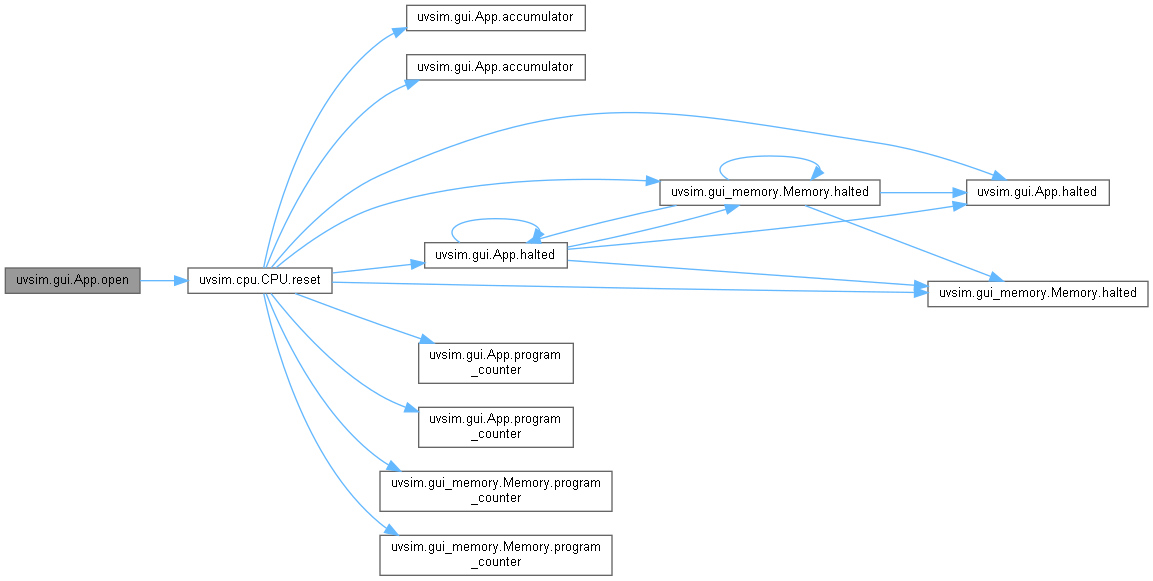 uvsim.gui.App.accumulator
uvsim.gui.App.accumulator
uvsim.gui_memory.Memory.halted
uvsim.gui.App.halted
uvsim.gui.App.halted
uvsim.gui.App.open
uvsim.cpu.CPU.reset
uvsim.gui_memory.Memory.halted
uvsim.gui.App.program
_counter
uvsim.gui.App.program
_counter
uvsim.gui_memory.Memory.program
_counter
uvsim.gui_memory.Memory.program
_counter